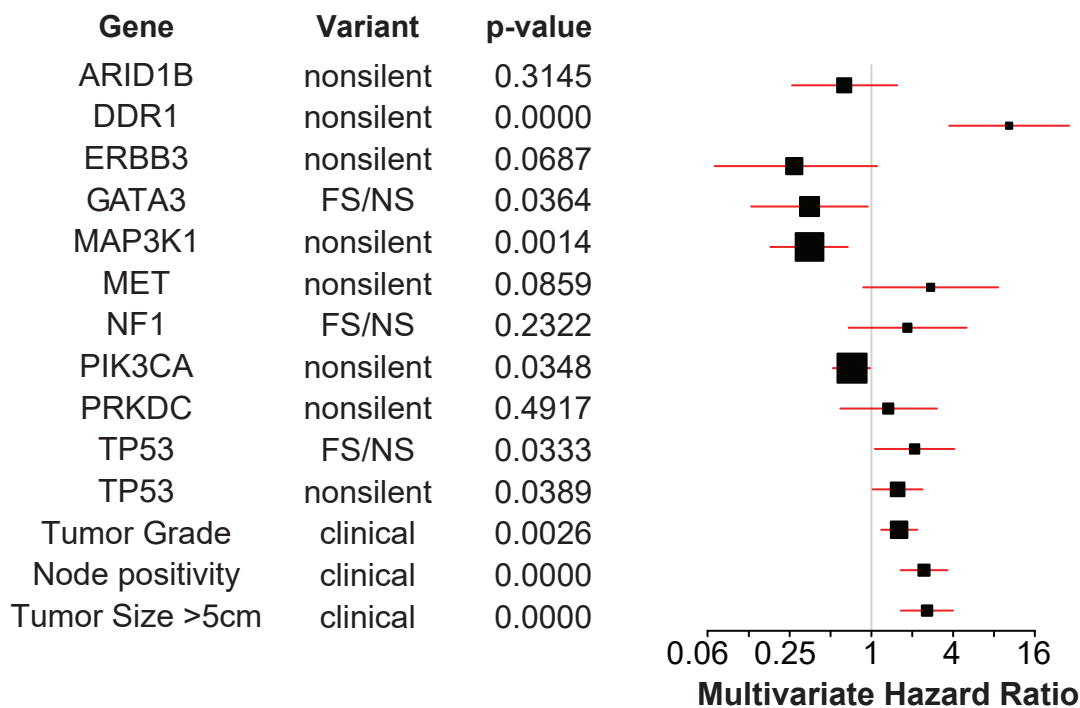 Gene Variant p-value
ARID1B nonsilent 0.3145
DDR1 nonsilent 0.0000
ERBB3 nonsilent 0.0687
GATA3 FS/NS 0.0364
MAP3K1 nonsilent 0.0014
MET nonsilent 0.0859
NF1 FS/NS 0.2322
PIK3CA nonsilent 0.0348
PRKDC nonsilent 0.4917
TP53 FS/NS 0.0333
TP53 nonsilent 0.0389
Tumor Grade clinical 0.0026
Node positivity clinical 0.0000
Tumor Size >5cm clinical 0.0000
0.06 0.25 1 4 16
Multivariate Hazard Ratio